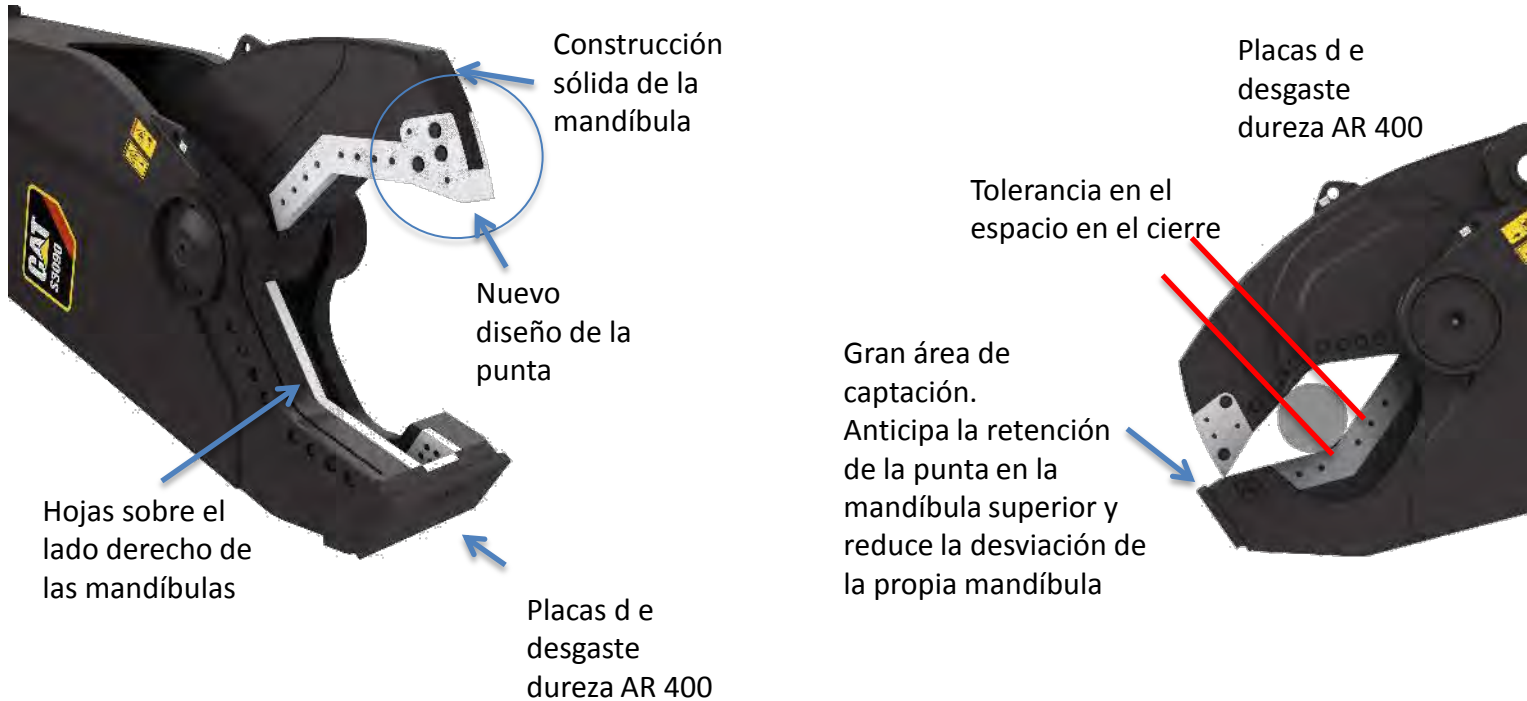 Construcción
sólida de la
mandíbula
Nuevo
diseño de la
punta
CAT
S3090
Hojas sobre el
lado derecho de
las mandíbulas
Placas d e
desgaste
dureza AR 400
Placas d e
desgaste
dureza AR 400
Tolerancia en el
espacio en el cierre
Gran área de
captación.
Anticipa la retención
de la punta en la
mandíbula superior y
reduce la desviación de
la propia mandíbula